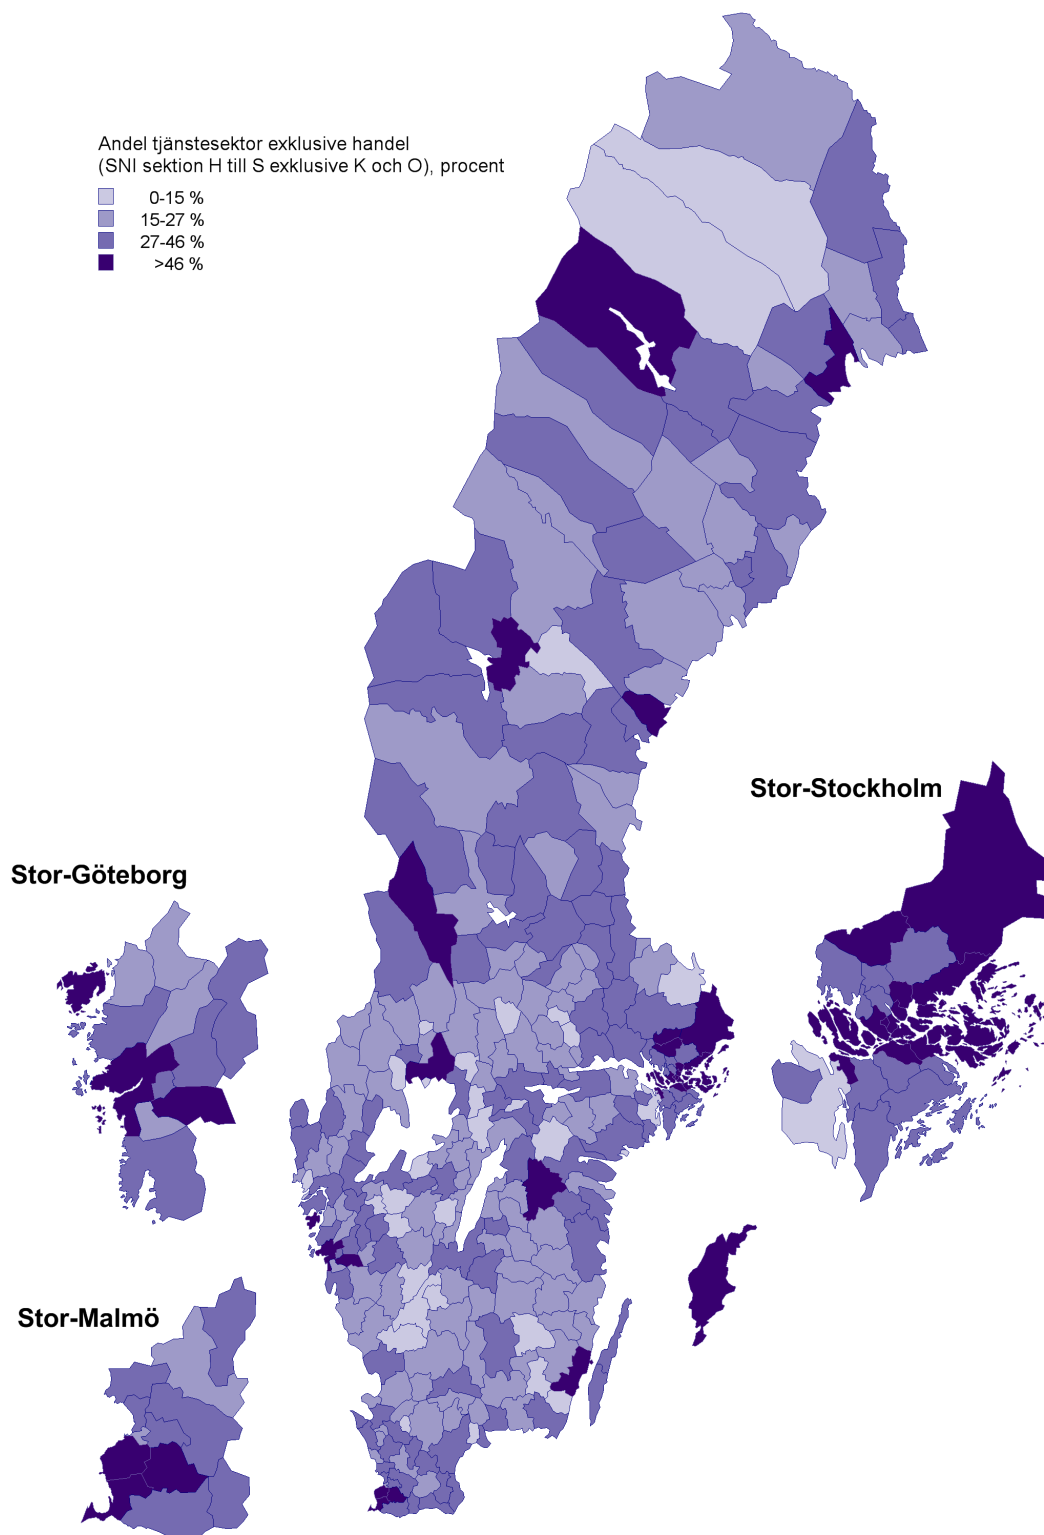 Andel tjänstesektor exklusive handel
(SNI sektion H till S exklusive K och O), procent
0-15 %
15-27 %
27-46 %
>46 %
Stor-Stockholm
Stor-Göteborg
Stor-Malmö